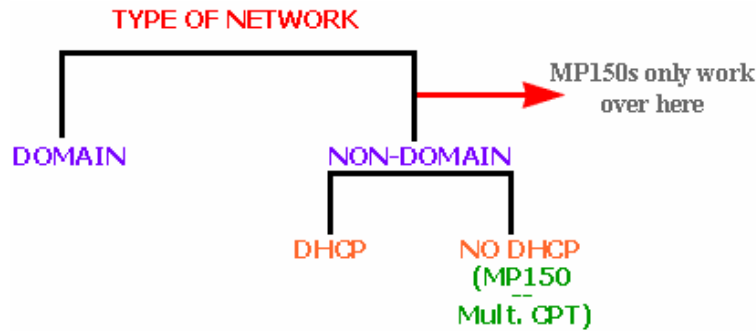 TYPE OF NETWORK
MP150s only work
over here
DOMAIN
NON-DOMAIN
DHCP
NO DHCP
(MP150
--
Mult. CPT)